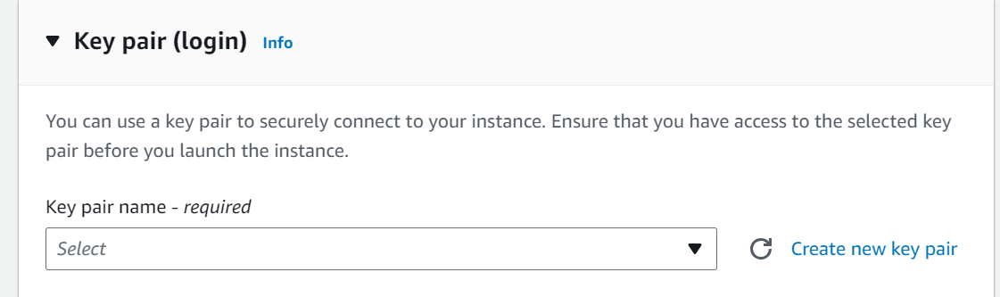 Key pair (login) Info
You can use a key pair to securely connect to your instance. Ensure that you have access to the selected key
pair before you launch the instance.
Key pair name - required
Select
Create new key pair